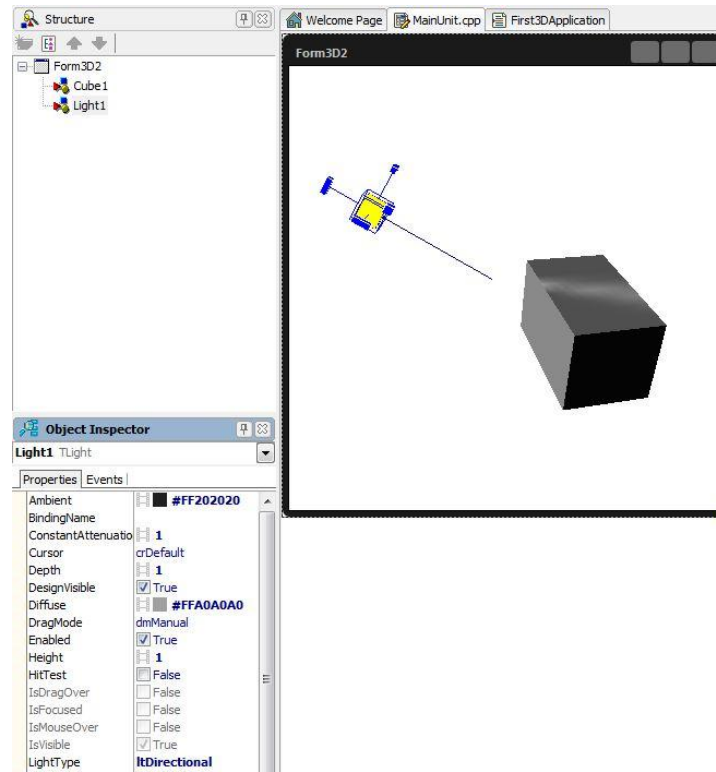 Structure
Welcome Page MainUnit.cpp First3DApplication
Form3D2
Form3D2
Cube1
Light1
Object Inspector
Light1 TLight
Properties Events
Ambient #FF202020
BindingName
ConstantAttenuatio 1
Cursor crDefault
Depth 1
DesignVisible True
Diffuse #FFA0A0A0
DragMode dmManual
Enabled True
Height 1
HitTest False
IsDragOver False
IsFocused False
IsMouseOver False
IsVisible True
LightType ltDirectional